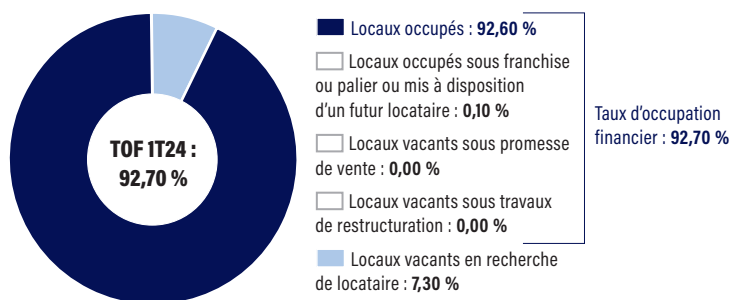 TOF 1T24 :
92,70 %
Locaux occupés : 92,60 %
Locaux occupés sous franchise
ou palier ou mis à disposition
d'un futur locataire : 0,10 %
Locaux vacants sous promesse
de vente : 0,00 %
Locaux vacants sous travaux
de restructuration : 0,00 %
Locaux vacants en recherche
de locataire : 7,30 %
Taux d'occupation
financier : 92,70 %